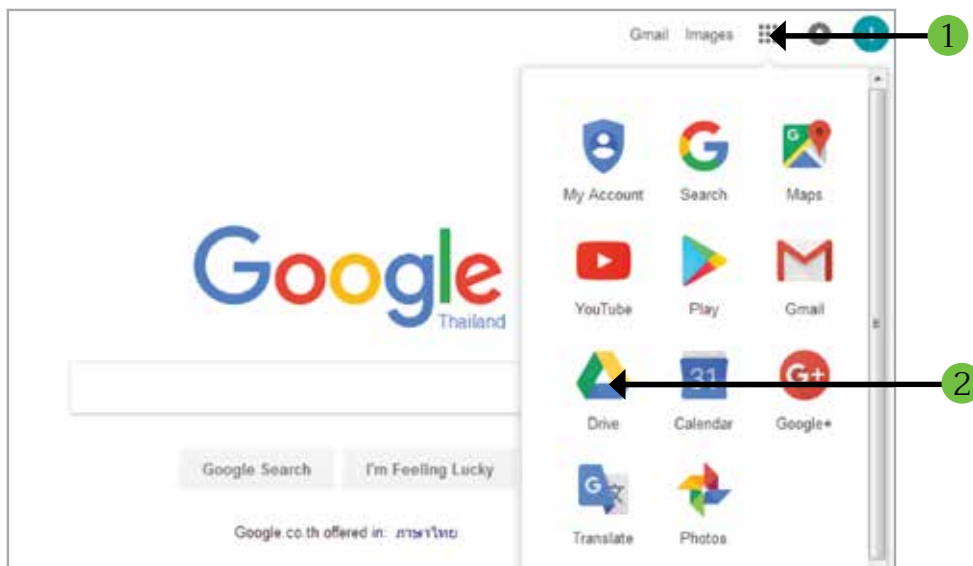 Gmail Images 1
My Account Search Maps
Google
Thailand
YouTube Play Gmail
31 G+ 2
Drive Calendar Google+
Google Search I'm Feeling Lucky
Translate Photos
Google.co.th offered in: ภาษาไทย